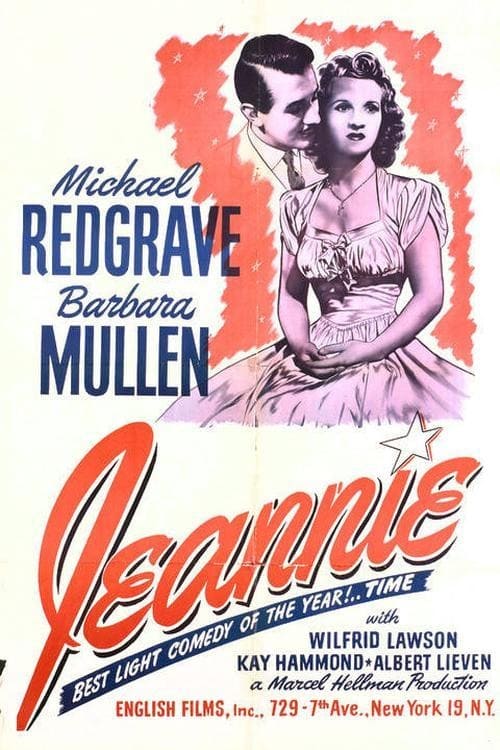 Michael
REDGRAVE
Barbara
MULLEN
Jeannie
BEST LIGHT COMEDY OF THE YEAR!.. TIME
with
WILFRID LAWSON
KAY HAMMOND★ALBERT LIEVEN
a Marcel Hellman Production
ENGLISH FILMS, Inc., 729-7th Ave., New York 19, N.Y.